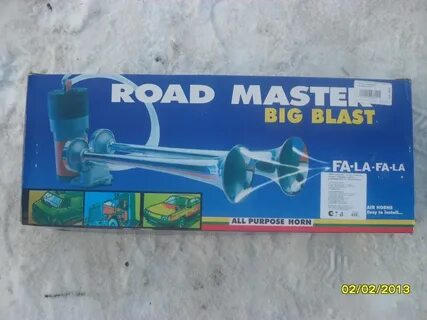 ROAD MASTER
BIG BLAST
FA-LA-FA-LA
AIR HORNS
Easy to Install...
ALL PURPOSE HORN
02/02/2013